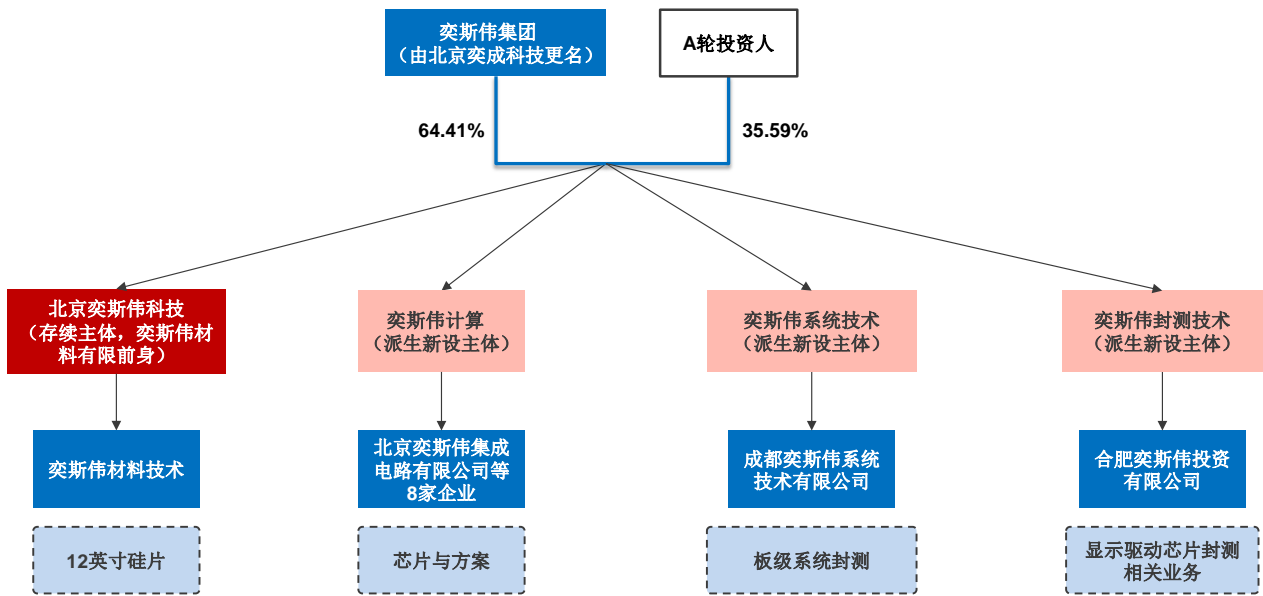 奕斯伟集团
（由北京奕成科技更名）
A轮投资人
64.41%
35.59%
北京奕斯伟科技
（存续主体，奕斯伟材
料有限前身）
奕斯伟计算
（派生新设主体）
奕斯伟系统技术
（派生新设主体）
奕斯伟封测技术
（派生新设主体）
奕斯伟材料技术
北京奕斯伟集成
电路有限公司等
8家企业
成都奕斯伟系统
技术有限公司
合肥奕斯伟投资
有限公司
12英寸硅片
芯片与方案
板级系统封测
显示驱动芯片封测
相关业务